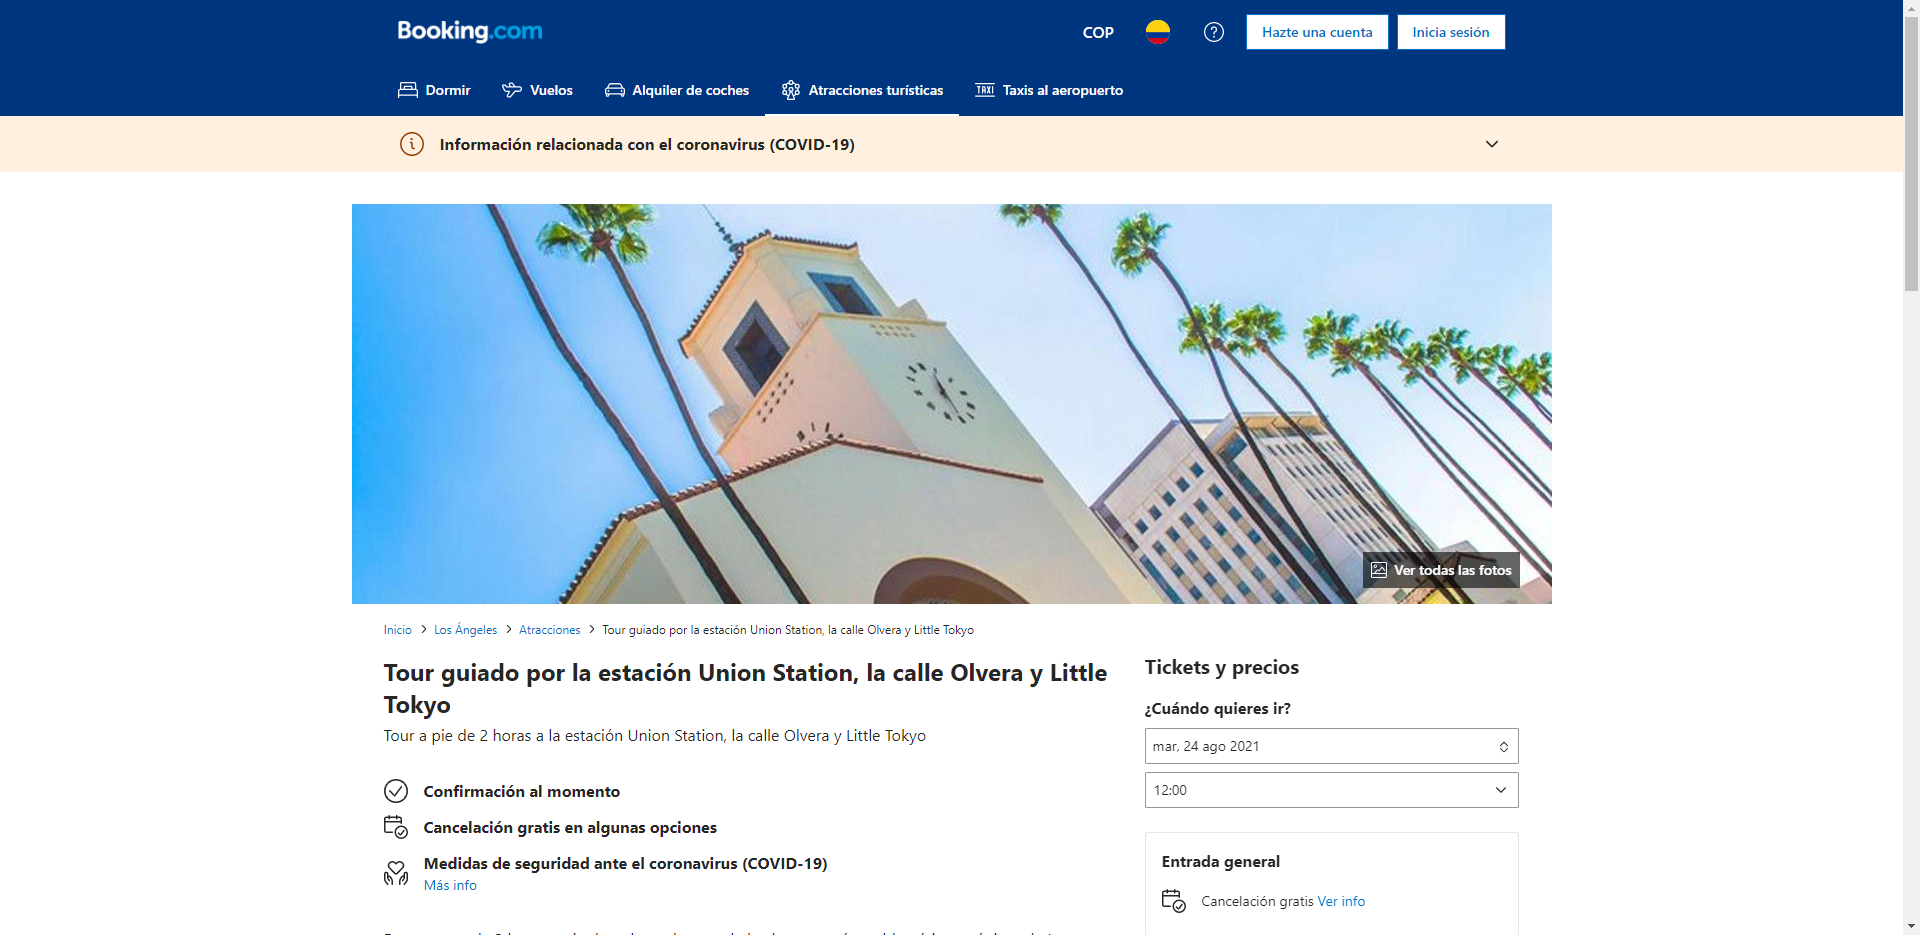 Booking.com
COP
Hazte una cuenta
Inicia sesión
Dormir
Vuelos
Alquiler de coches
Atracciones turísticas
TAXI
Taxis al aeropuerto
Información relacionada con el coronavirus (COVID-19)
Ver todas las fotos
Inicio > Los Ángeles > Atracciones > Tour guiado por la estación Union Station, la calle Olvera y Little Tokyo
Tour guiado por la estación Union Station, la calle Olvera y Little
Tokyo
Tour a pie de 2 horas a la estación Union Station, la calle Olvera y Little Tokyo
Confirmación al momento
Cancelación gratis en algunas opciones
Medidas de seguridad ante el coronavirus (COVID-19)
Más info
Tickets y precios
¿Cuándo quieres ir?
mar, 24 ago 2021
12:00
Entrada general
Cancelación gratis Ver info